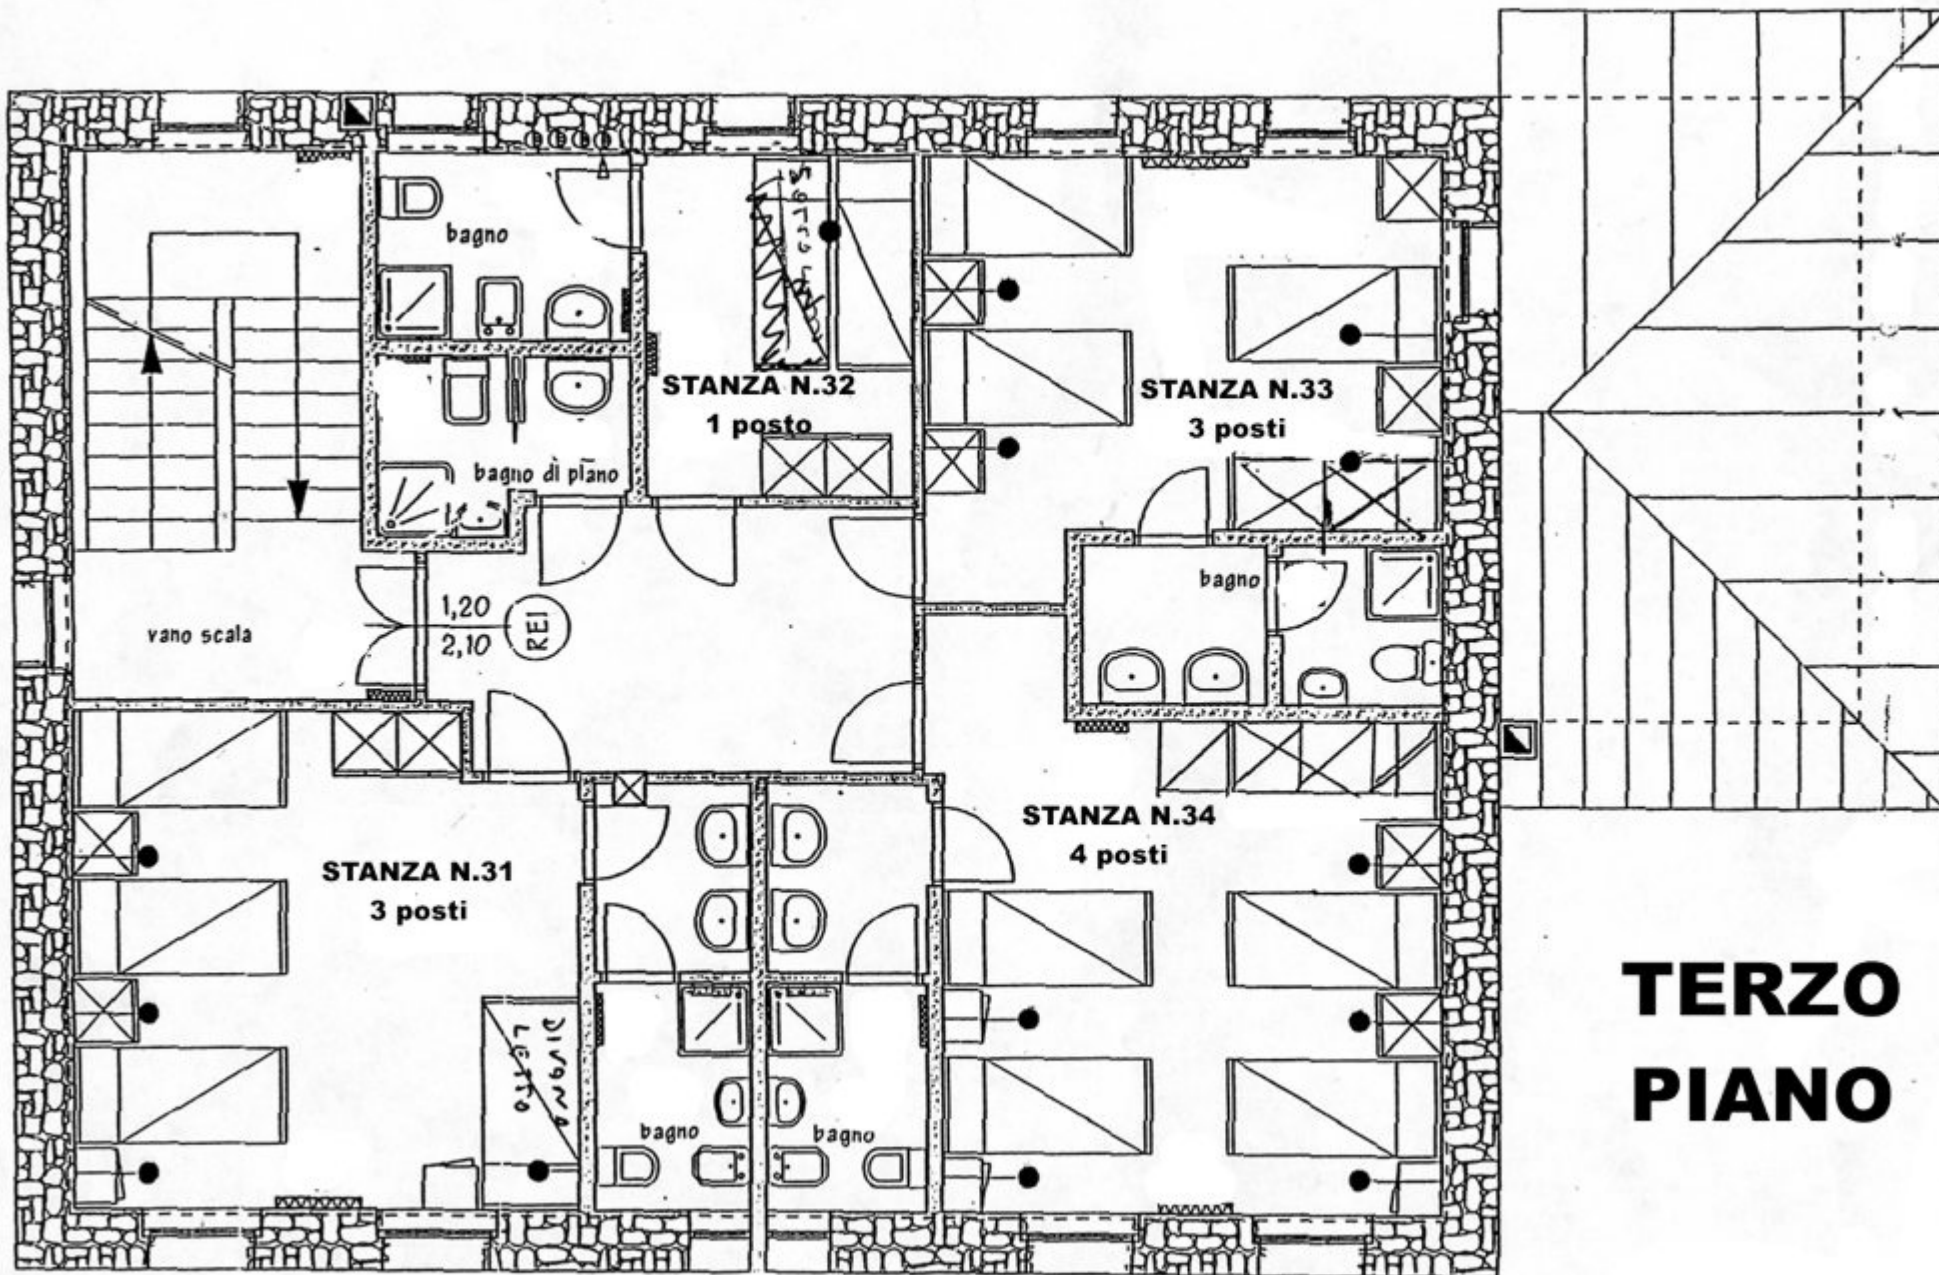 bagno
STANZA N.32
1 posto
STANZA N.33
3 posti
bagno di piano
bagno
1,20
2,10
REI
vano scala
STANZA N.31
3 posti
STANZA N.34
4 posti
DIVANO
LETTO
bagno
bagno
TERZO
PIANO